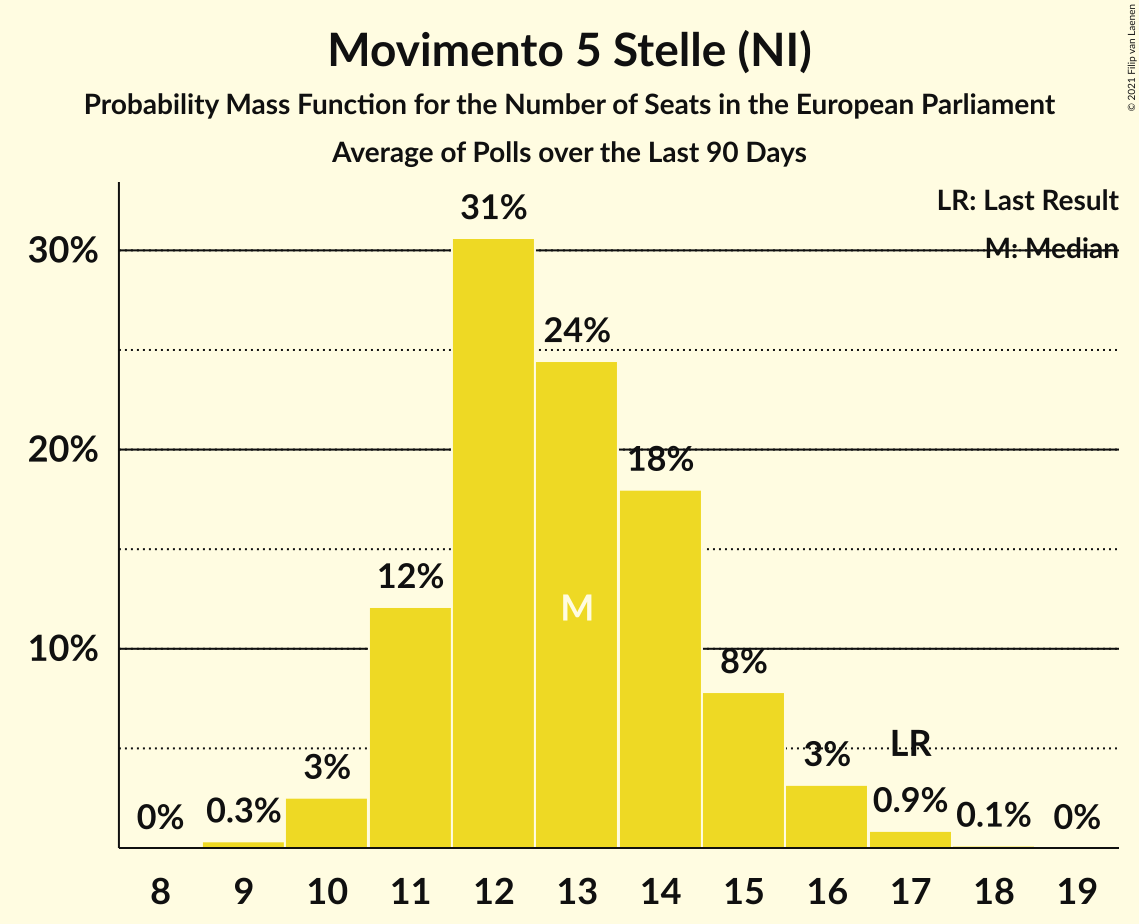 Movimento 5 Stelle (NI)
Probability Mass Function for the Number of Seats in the European Parliament
Average of Polls over the Last 90 Days
© 2021 Filip van Laenen
LR: Last Result
M: Median
30%
20%
10%
0%
0.3%
3%
12%
31%
24%
18%
8%
3%
0.9%
0.1%
0%
M
LR
8 9 10 11 12 13 14 15 16 17 18 19